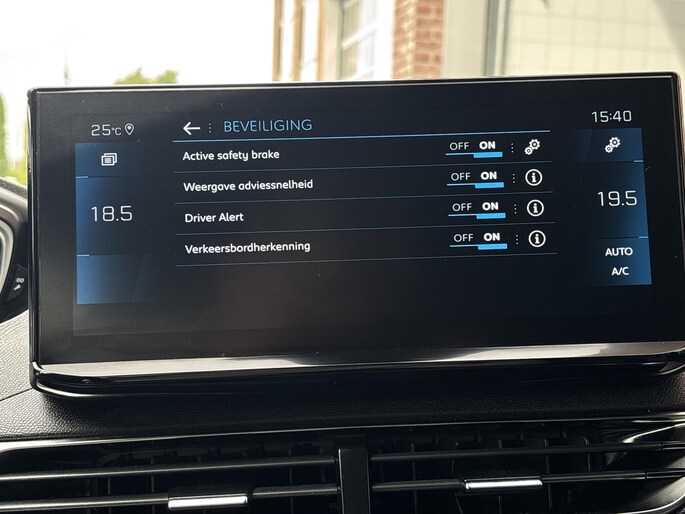 25°C
BEVEILIGING
15:40
Active safety brake OFF ON
Weergave adviessnelheid OFF ON
Driver Alert OFF ON
Verkeersbordherkenning OFF ON
18.5
19.5
AUTO
A/C